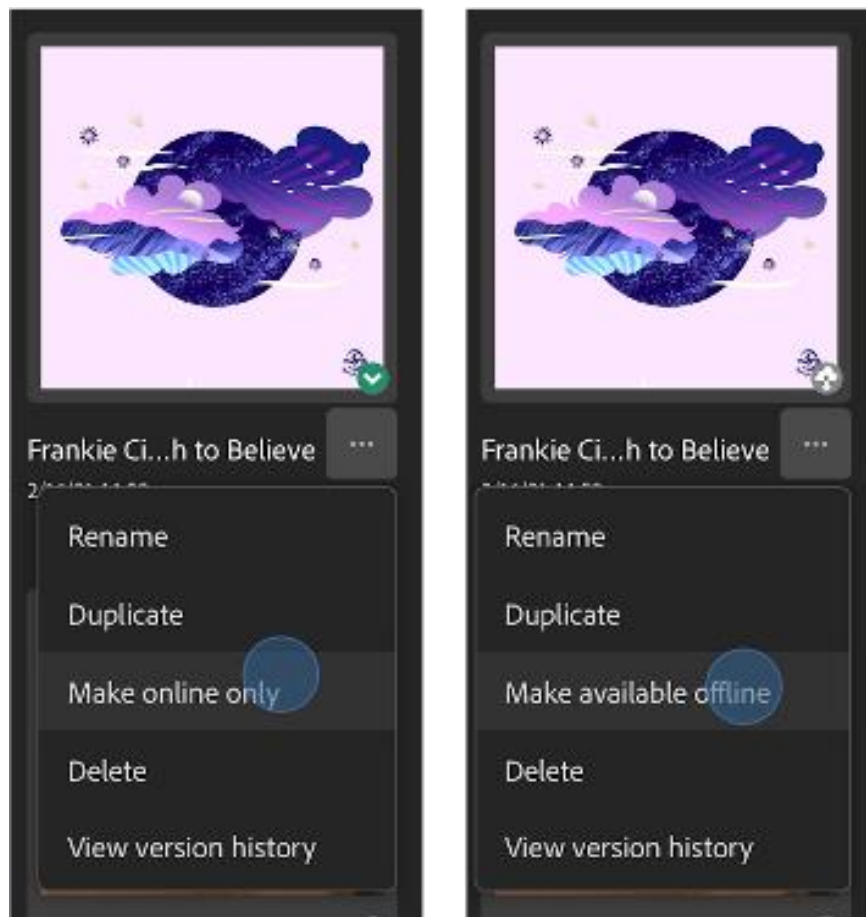 Frankie Ci...h to Believe
...
Rename
Duplicate
Make online only
Delete
View version history
Frankie Ci...h to Believe
...
Rename
Duplicate
Make available offline
Delete
View version history